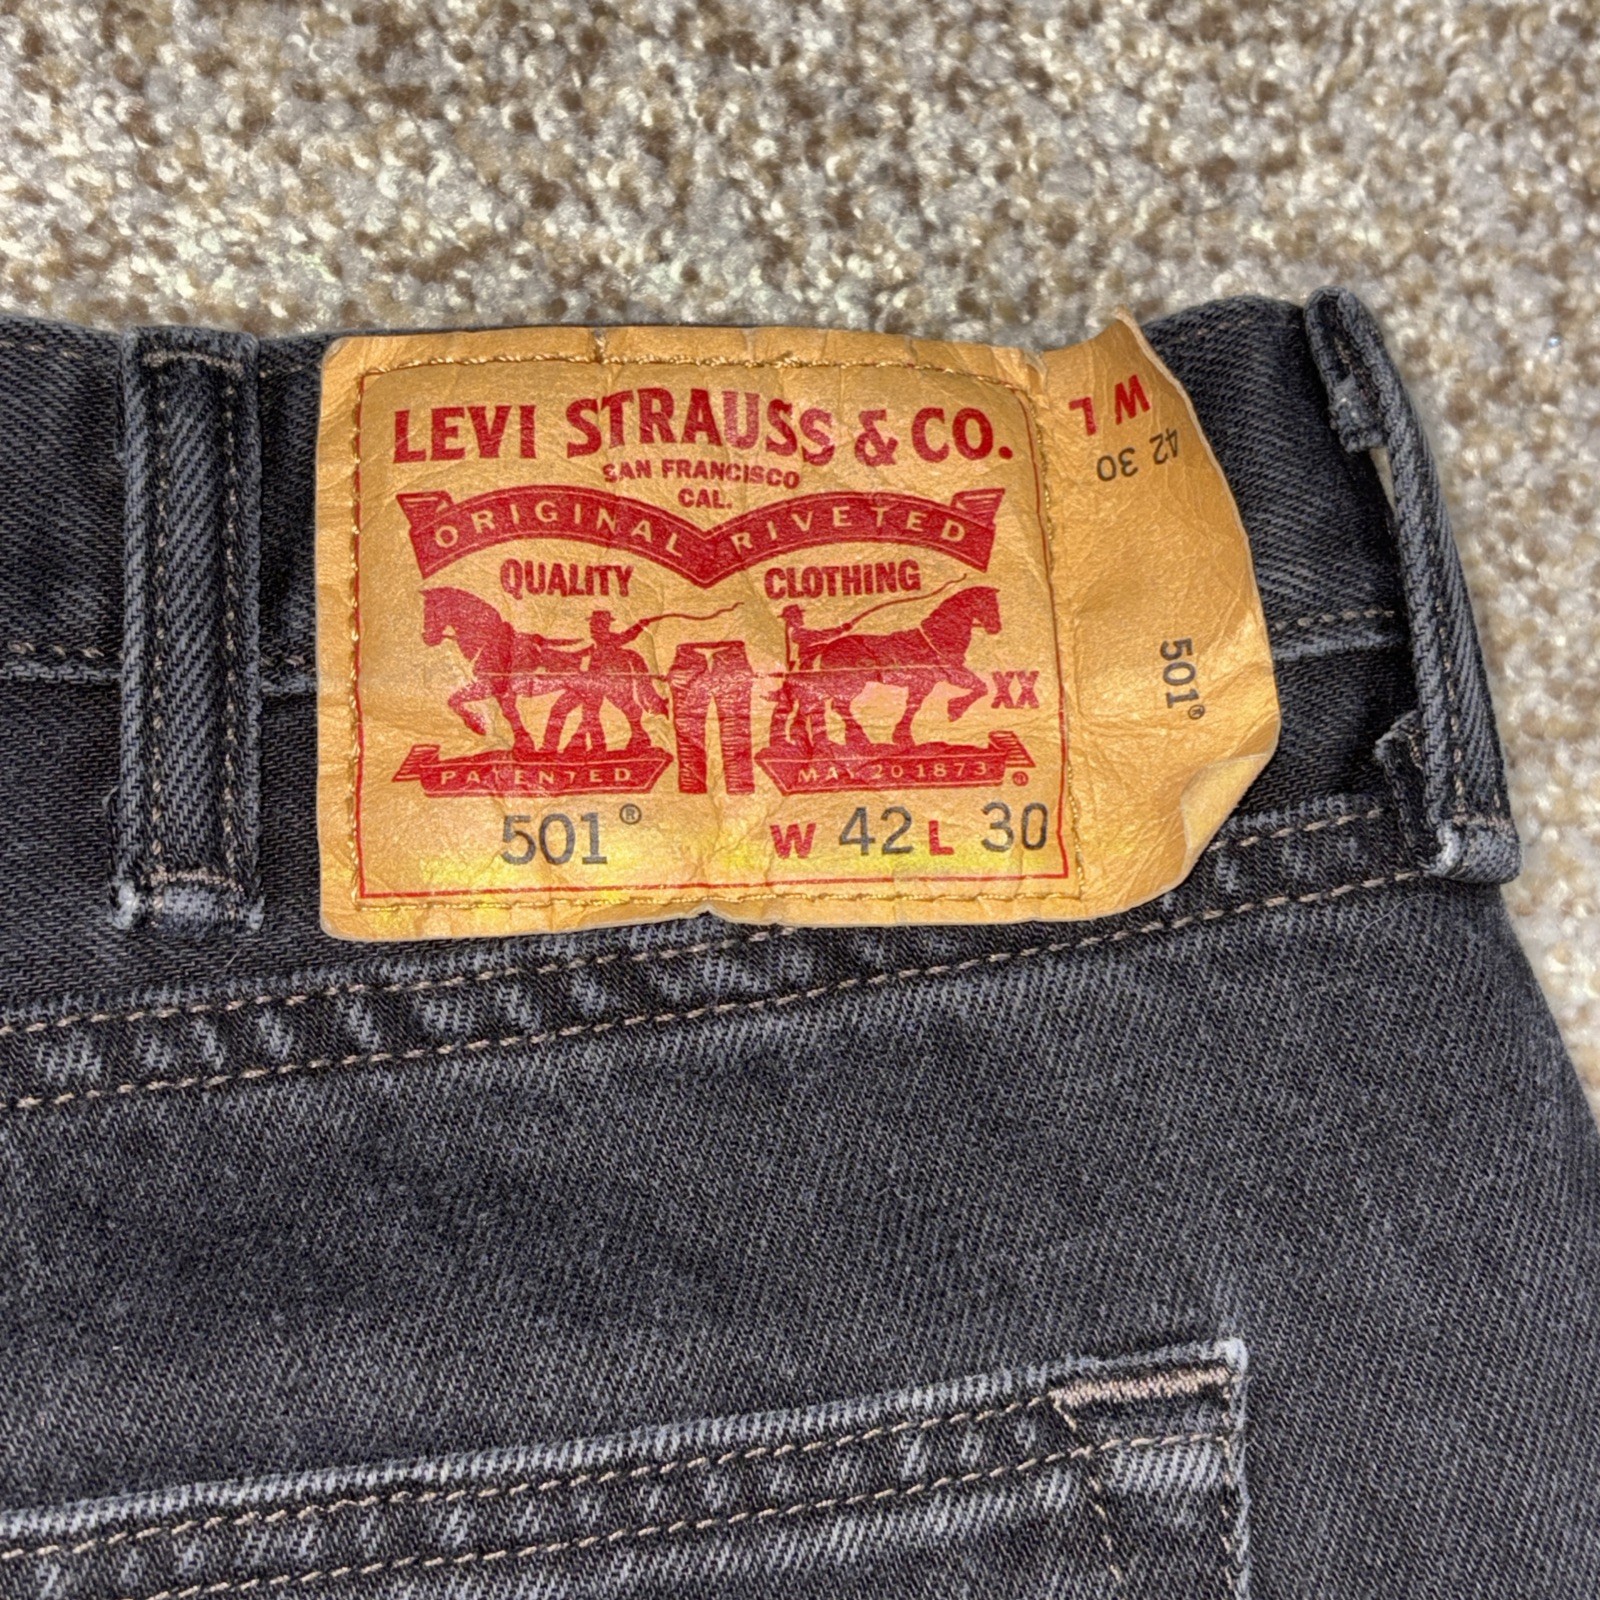 LEVI STRAUSS & CO.
SAN FRANCISCO
CAL.
ORIGINAL RIVETED
QUALITY CLOTHING
XX
PATENTED MAY 20 1873 ®
501® W 42 L 30
W L
42 30
501®